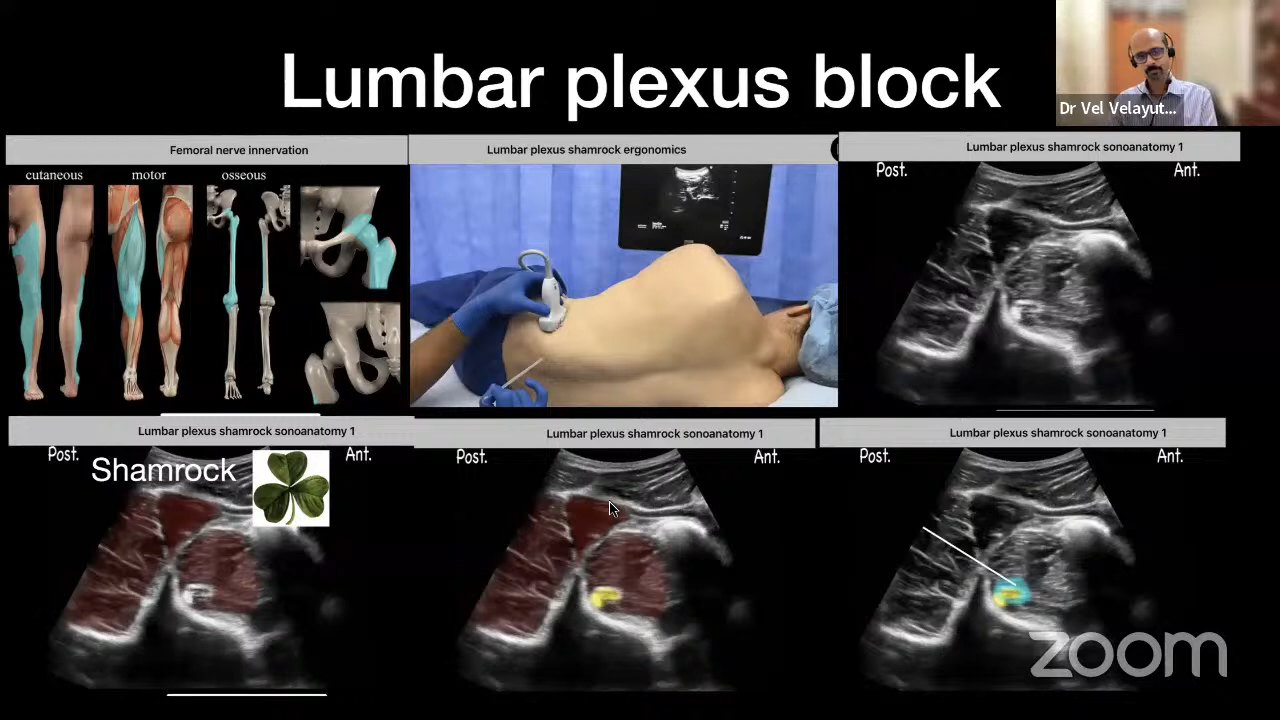 Lumbar plexus block
Dr Vel Velayut...
Femoral nerve innervation
cutaneous
motor
osseous
Lumbar plexus shamrock ergonomics
Lumbar plexus shamrock sonoanatomy 1
Post.
Ant.
Lumbar plexus shamrock sonoanatomy 1
Post.
Shamrock
Ant.
Lumbar plexus shamrock sonoanatomy 1
Post.
Ant.
Lumbar plexus shamrock sonoanatomy 1
Post.
Ant.
zoom